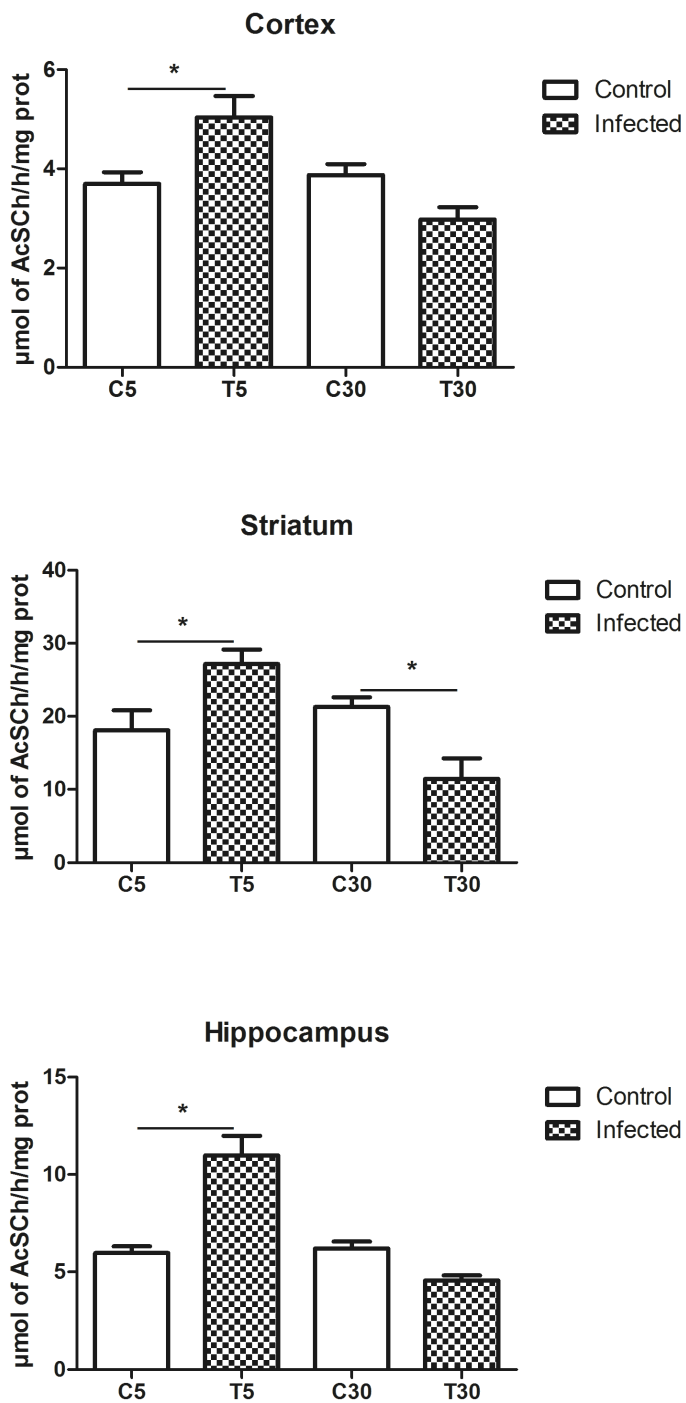 Cortex
6
4
2
0
µmol of AcSCh/h/mg prot
*
C5 T5 C30 T30
Control
Infected
Striatum
40
30
20
10
0
µmol of AcSCh/h/mg prot
*
*
C5 T5 C30 T30
Control
Infected
Hippocampus
15
10
5
0
µmol of AcSCh/h/mg prot
*
C5 T5 C30 T30
Control
Infected